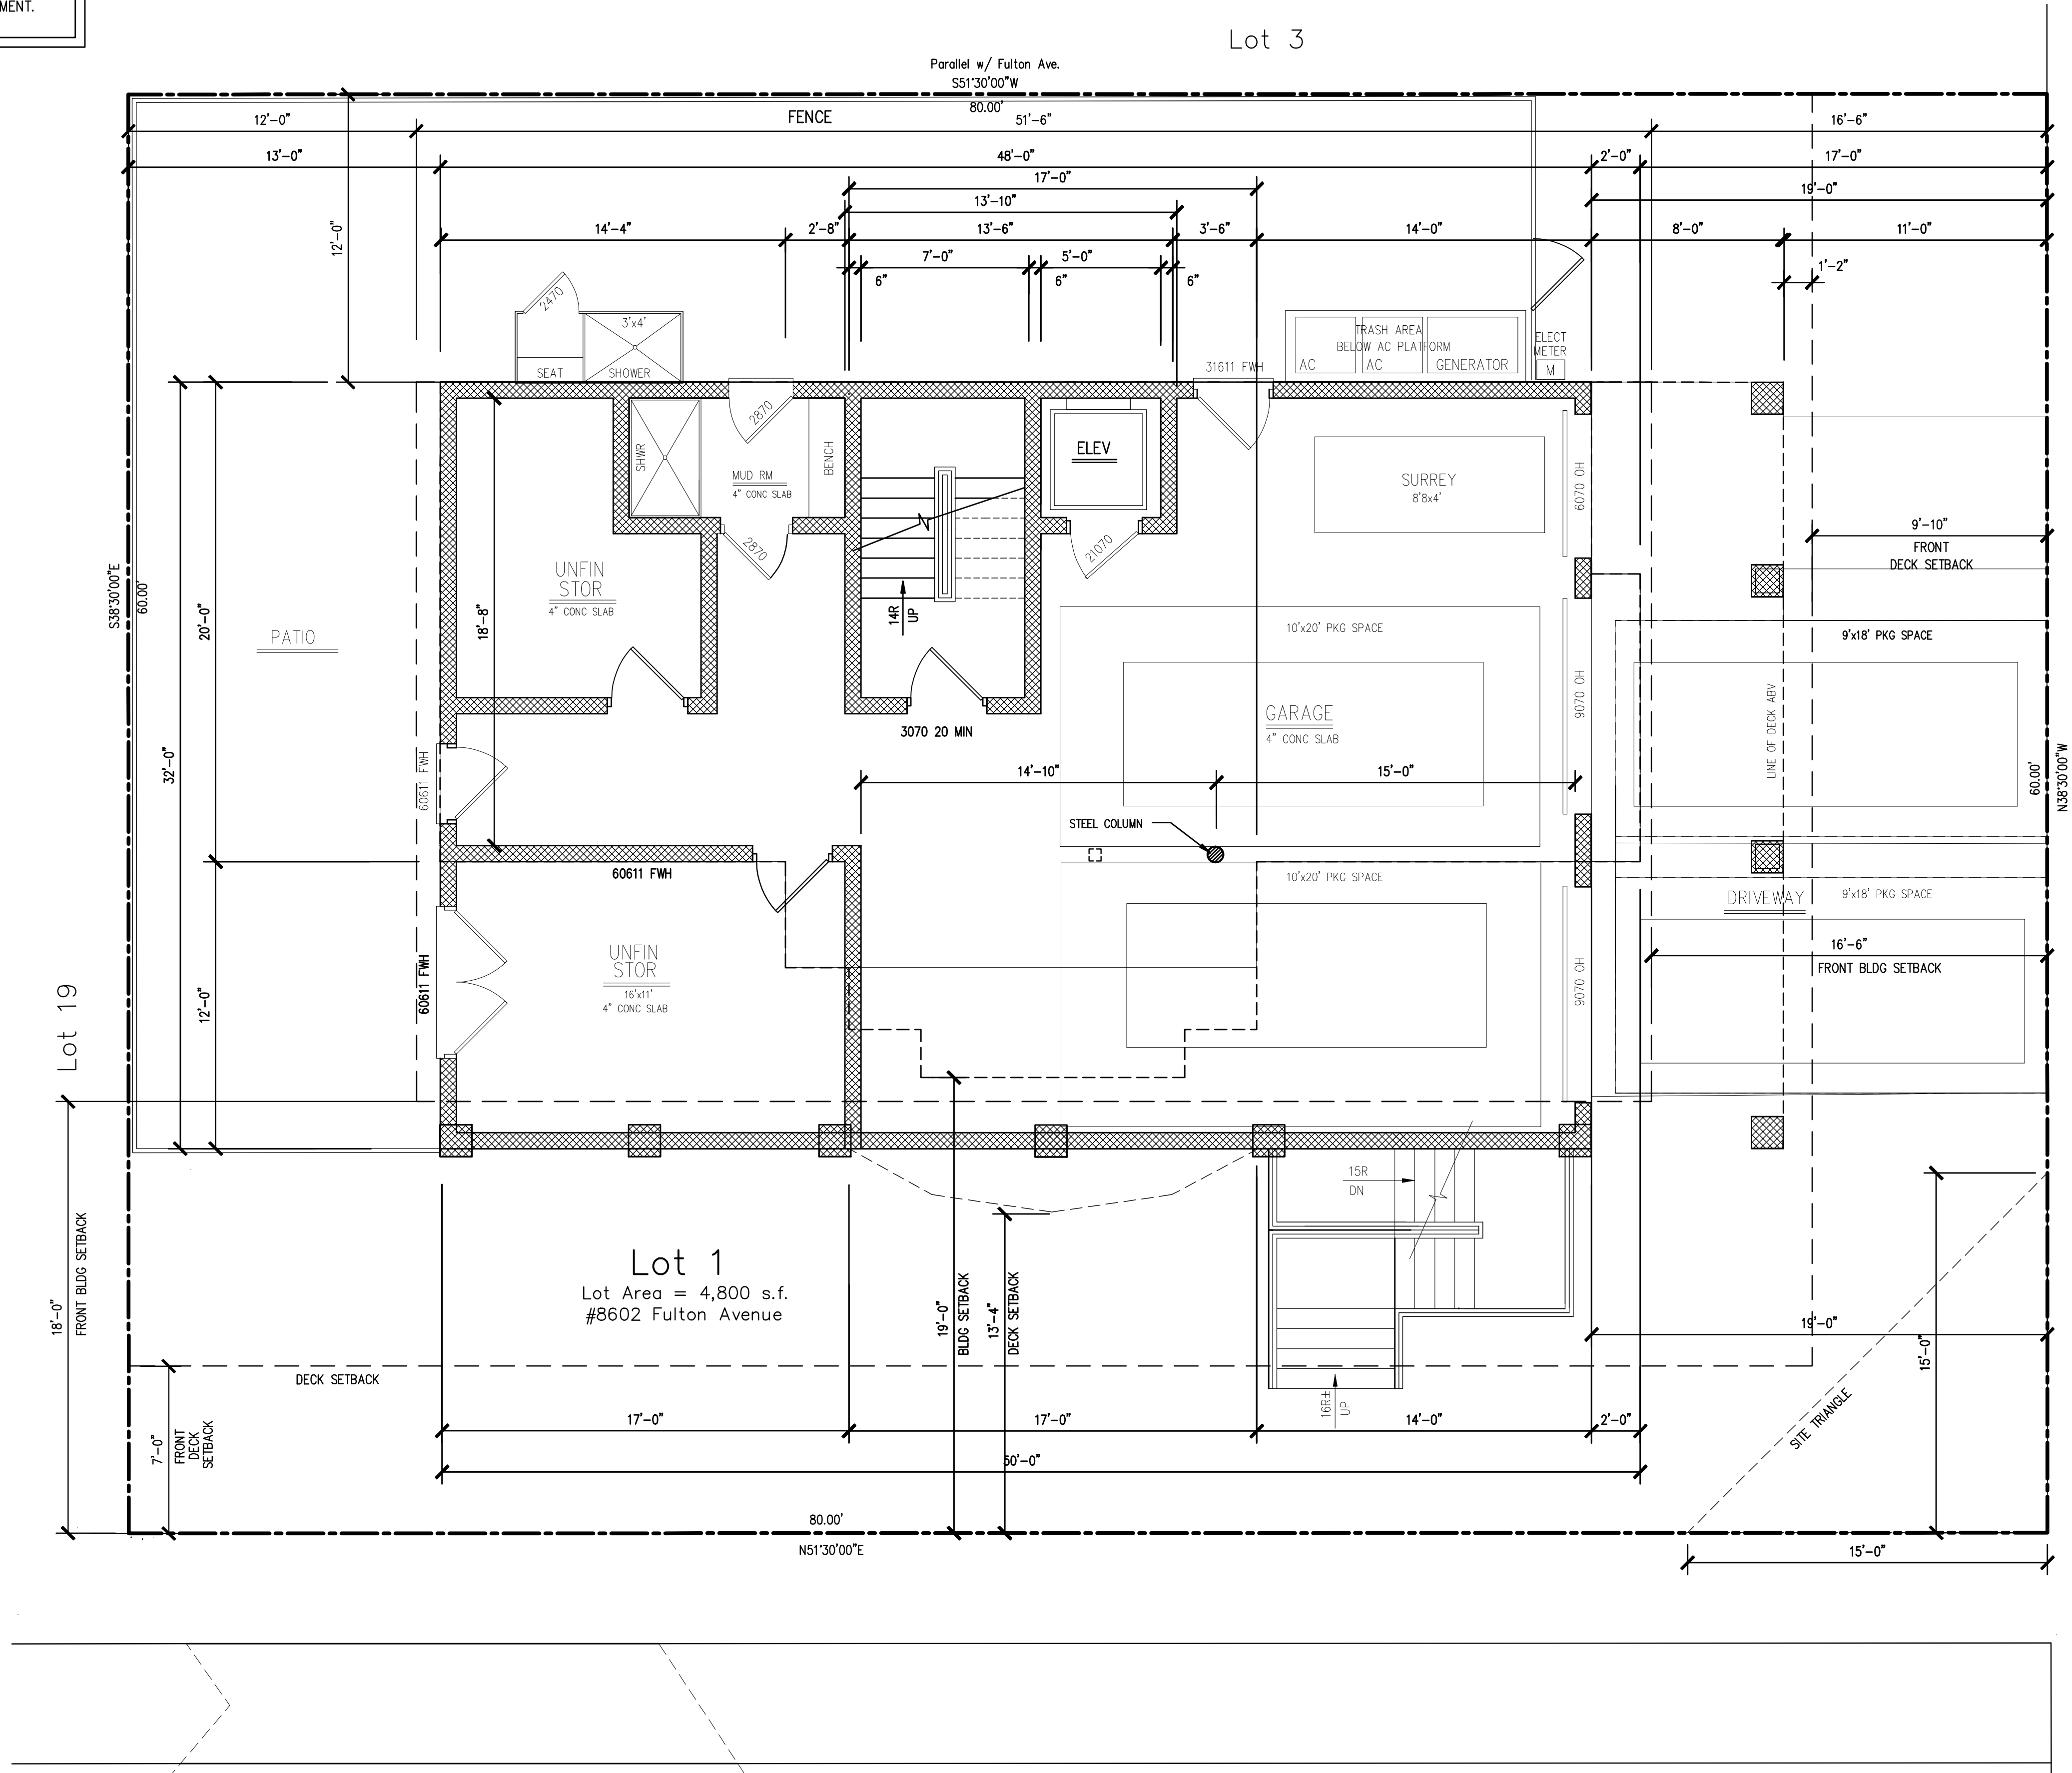 MENT.
Lot 3
Parallel w/ Fulton Ave.
S51°30'00"W
80.00'
FENCE
12'-0"
51'-6"
16'-6"
13'-0"
48'-0"
2'-0"
17'-0"
17'-0"
19'-0"
13'-10"
12'-0"
14'-4"
2'-8"
13'-6"
3'-6"
14'-0"
8'-0"
11'-0"
7'-0"
5'-0"
1'-2"
6"
6"
6"
2470
3'x4'
SEAT
SHOWER
31611 FWH
TRASH AREA
BELOW AC PLATFORM
AC
AC
GENERATOR
ELECT
METER
M
2870
SHWR
MUD RM
4" CONC SLAB
BENCH
ELEV
SURREY
8'8x4'
6070 OH
9'-10"
FRONT
DECK SETBACK
2870
21070
S38°30'00"E
60.00'
20'-0"
18'-8"
UNFIN
STOR
4" CONC SLAB
14R
UP
10'x20' PKG SPACE
9'x18' PKG SPACE
PATIO
32'-0"
60611 FWH
3070 20 MIN
GARAGE
4" CONC SLAB
9070 OH
LINE OF DECK ABV
60.00'
N38°30'00"W
14'-10"
15'-0"
STEEL COLUMN
60611 FWH
10'x20' PKG SPACE
DRIVEWAY
9'x18' PKG SPACE
UNFIN
STOR
16'x11'
4" CONC SLAB
60611 FWH
9070 OH
16'-6"
FRONT BLDG SETBACK
Lot 19
12'-0"
15R
DN
18'-0"
FRONT BLDG SETBACK
Lot 1
Lot Area = 4,800 s.f.
#8602 Fulton Avenue
19'-0"
BLDG SETBACK
13'-4"
DECK SETBACK
19'-0"
15'-0"
DECK SETBACK
7'-0"
FRONT
DECK
SETBACK
16R±
UP
SITE TRIANGLE
17'-0"
17'-0"
14'-0"
2'-0"
50'-0"
80.00'
N51°30'00"E
15'-0"